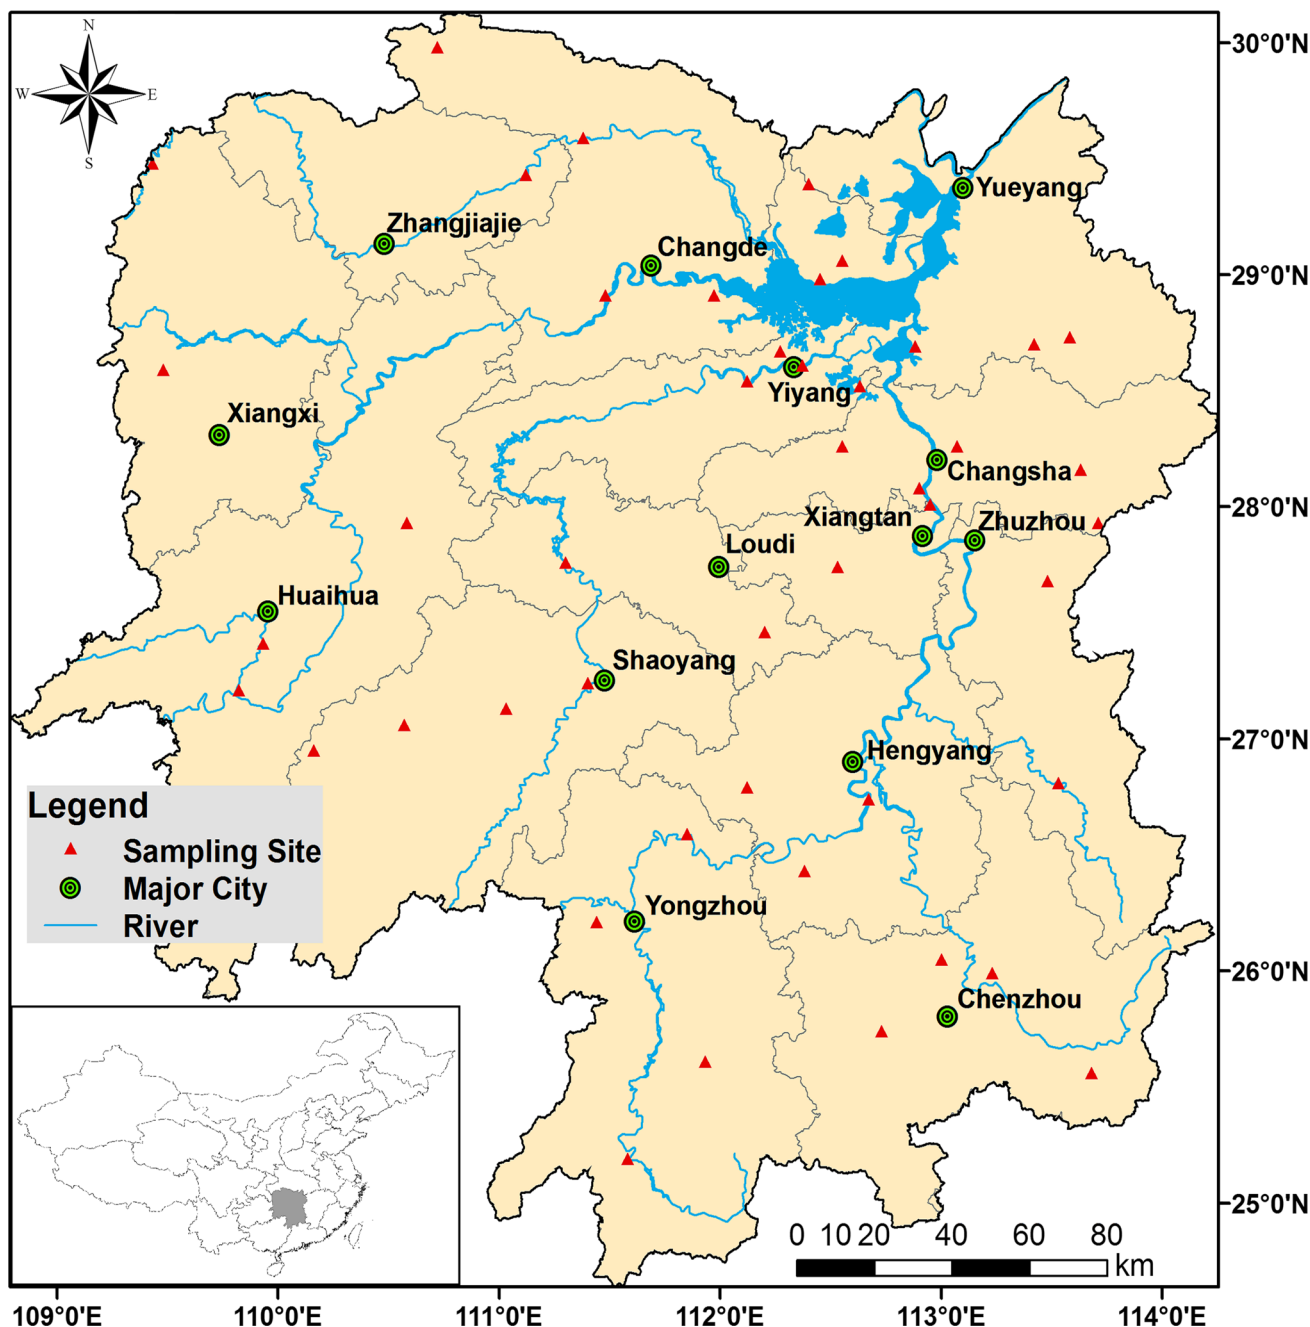 N
W E
S
30°0'N
Yueyang
Zhangjiajie
Changde
29°0'N
Yiyang
Xiangxi
Changsha
28°0'N
Xiangtan
Zhuzhou
Loudi
Huaihua
Shaoyang
27°0'N
Hengyang
Legend
Sampling Site
Major City
River
Yongzhou
26°0'N
Chenzhou
25°0'N
0 10 20 40 60 80
km
109°0'E 110°0'E 111°0'E 112°0'E 113°0'E 114°0'E